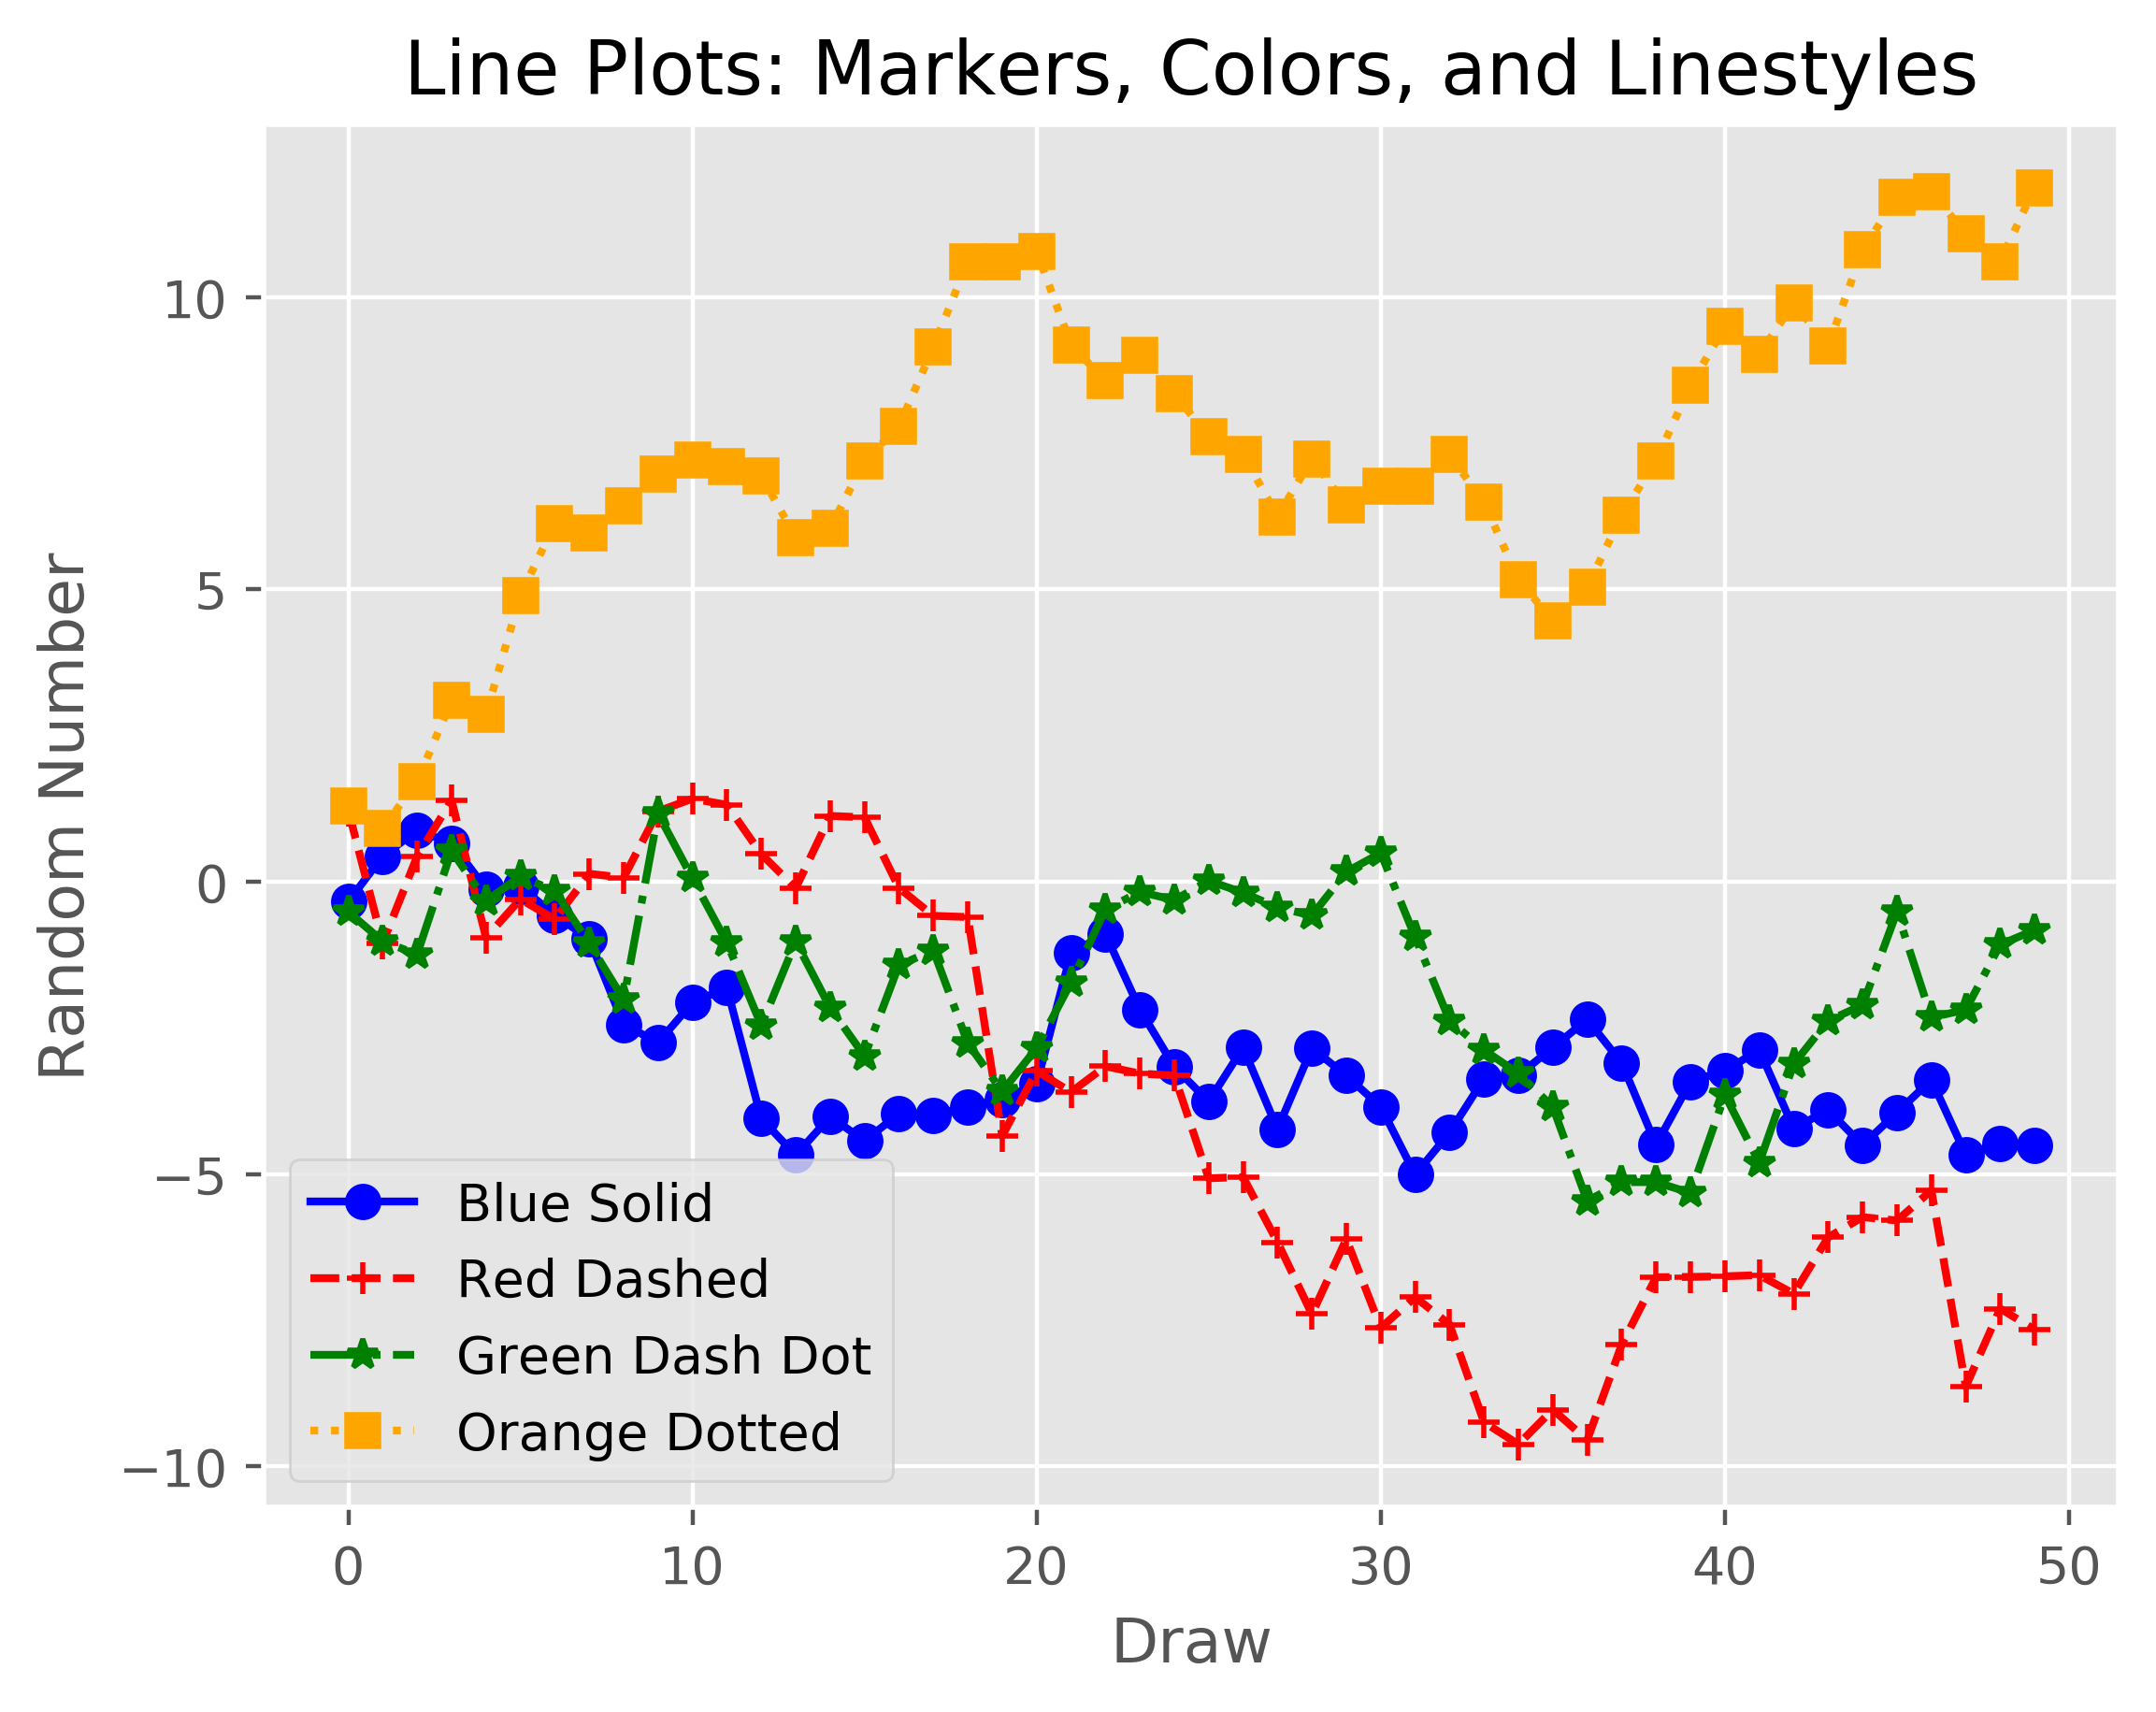 Line Plots: Markers, Colors, and Linestyles
Random Number
10
5
0
−5
−10
Blue Solid
Red Dashed
Green Dash Dot
Orange Dotted
0 10 20 30 40 50
Draw